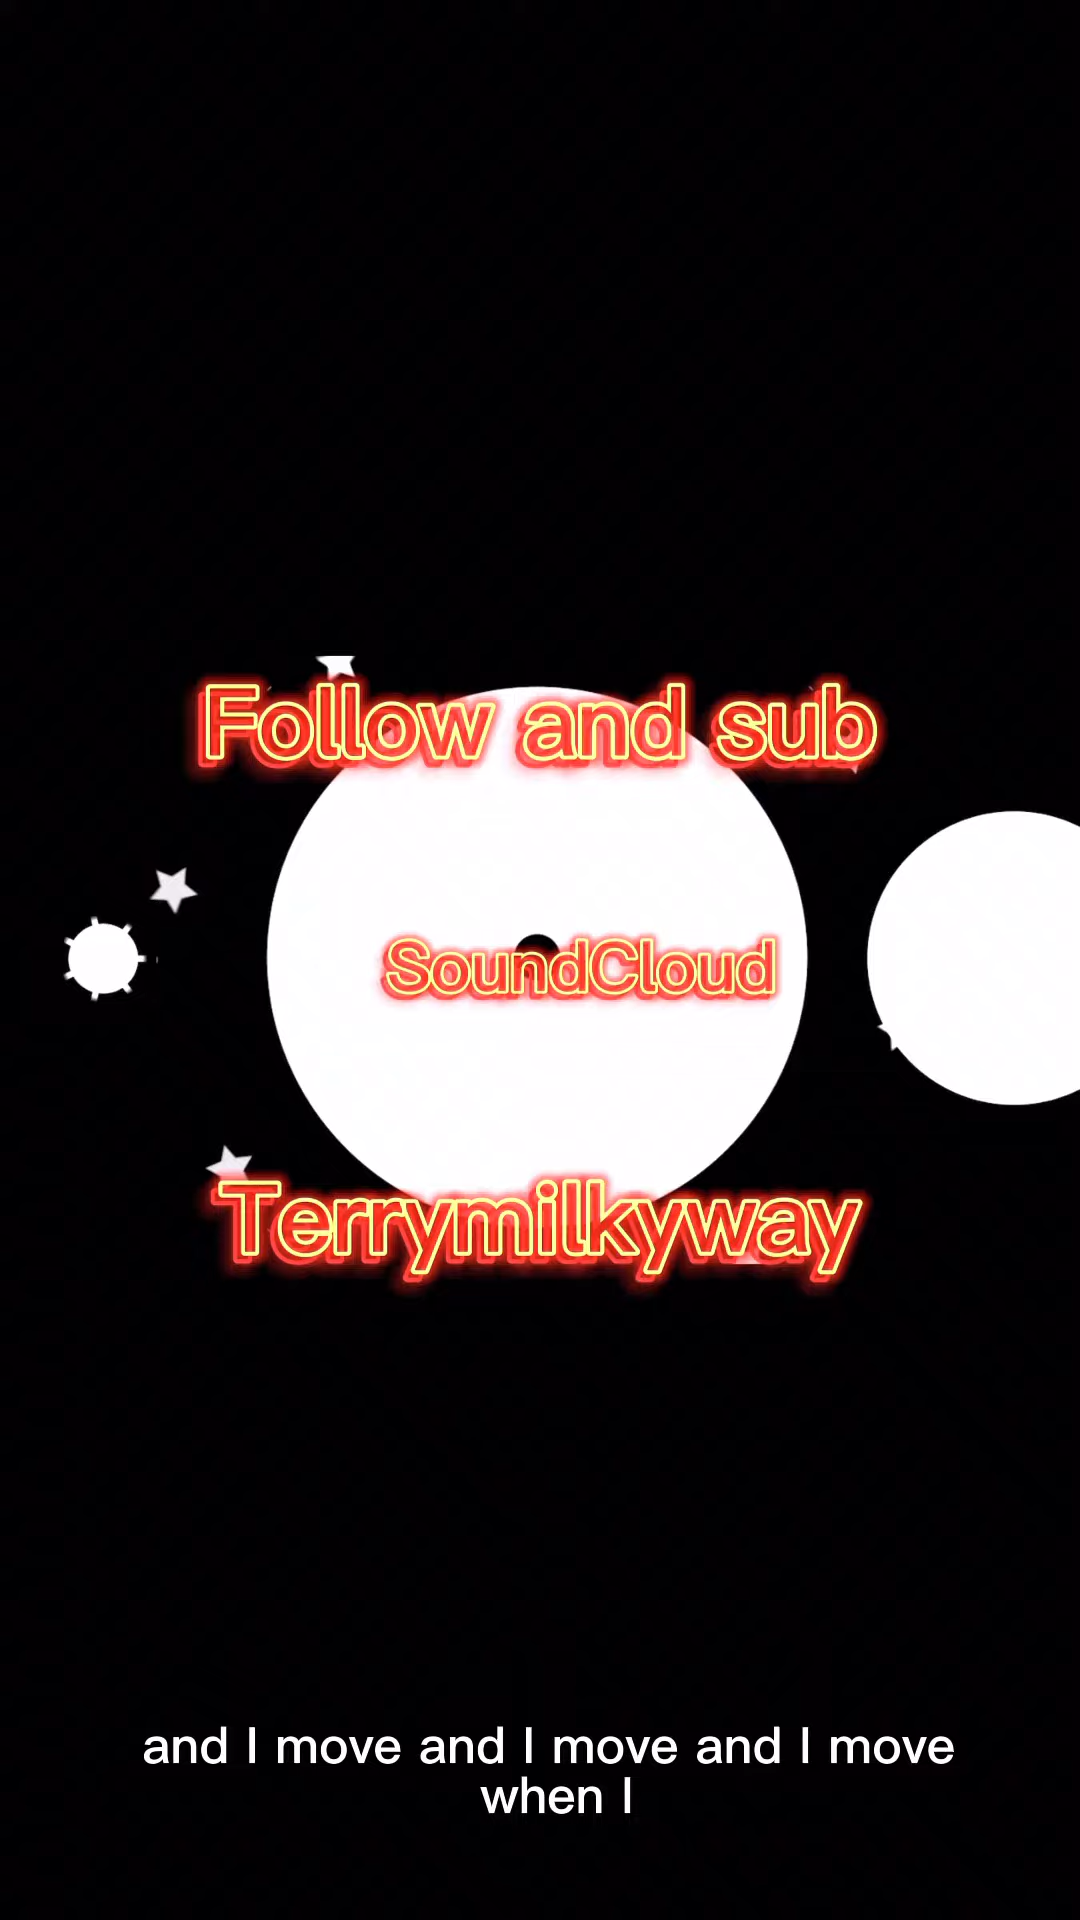 Follow and sub
SoundCloud
Terrymilkyway
and I move and I move and I move
when I